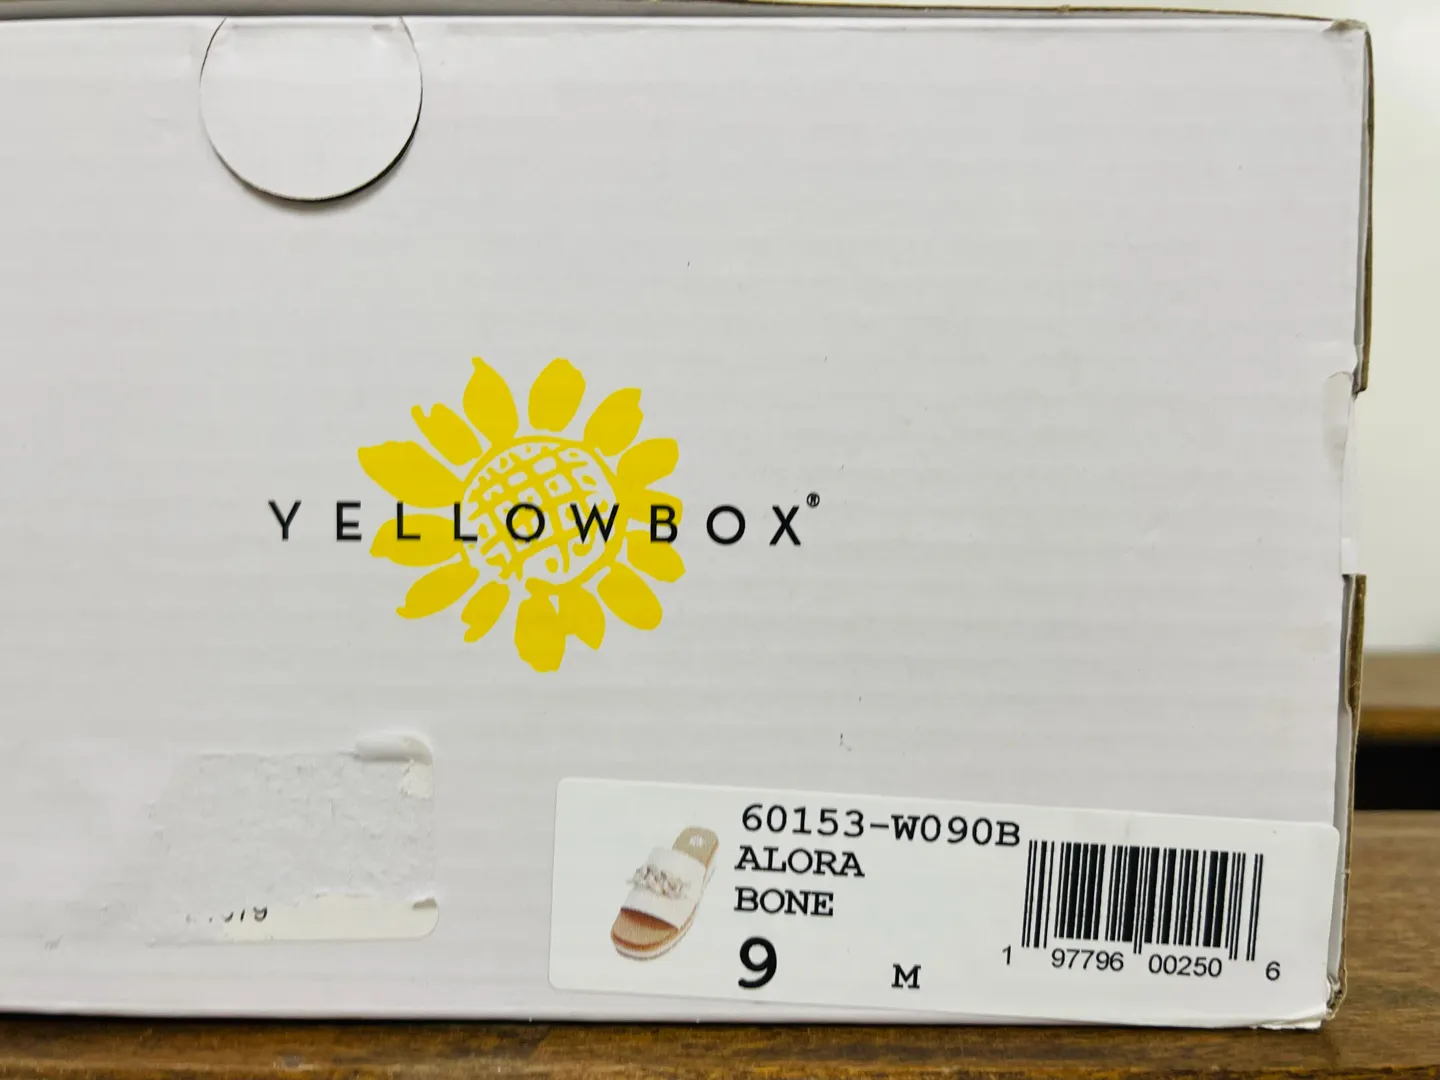 YELLOWBOX®
60153-W090B
ALORA
BONE
9 M
1 97796 00250 6